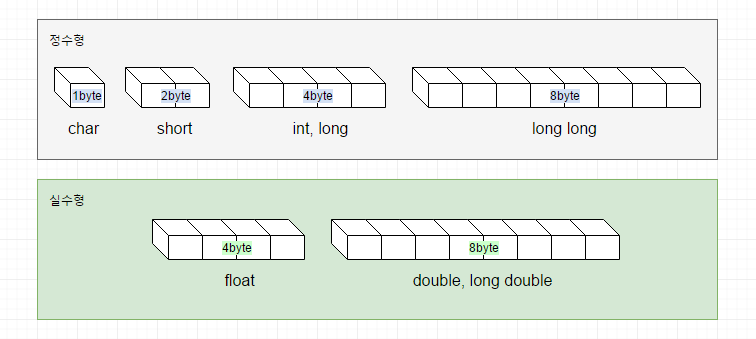 정수형
1byte
2byte
4byte
8byte
char
short
int, long
long long
실수형
4byte
8byte
float
double, long double